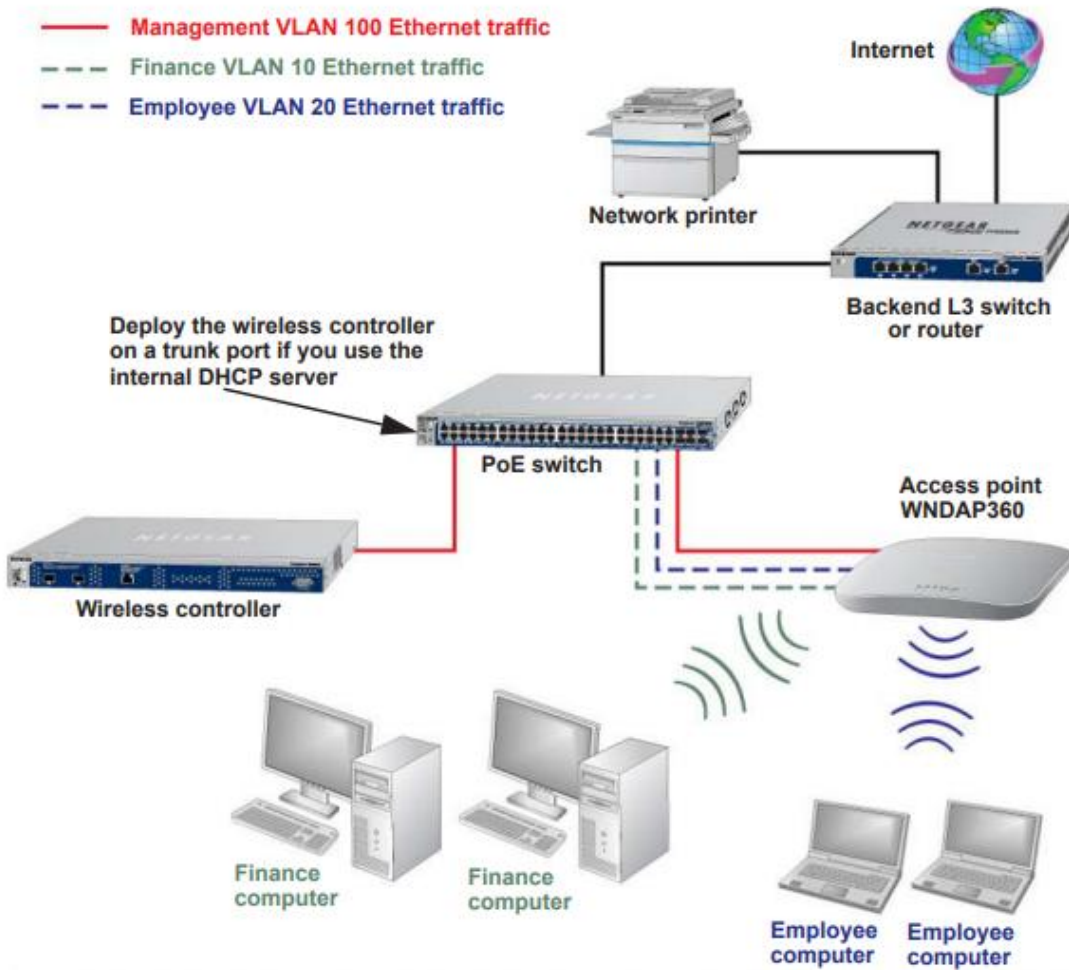 Management VLAN 100 Ethernet traffic
Finance VLAN 10 Ethernet traffic
Employee VLAN 20 Ethernet traffic
Internet
Network printer
NETGEAR
Backend L3 switch
or router
Deploy the wireless controller
on a trunk port if you use the
internal DHCP server
NETGEAR
PoE switch
Access point
WNDAP360
NETGEAR
Wireless controller
Finance
computer
Finance
computer
Employee
computer
Employee
computer